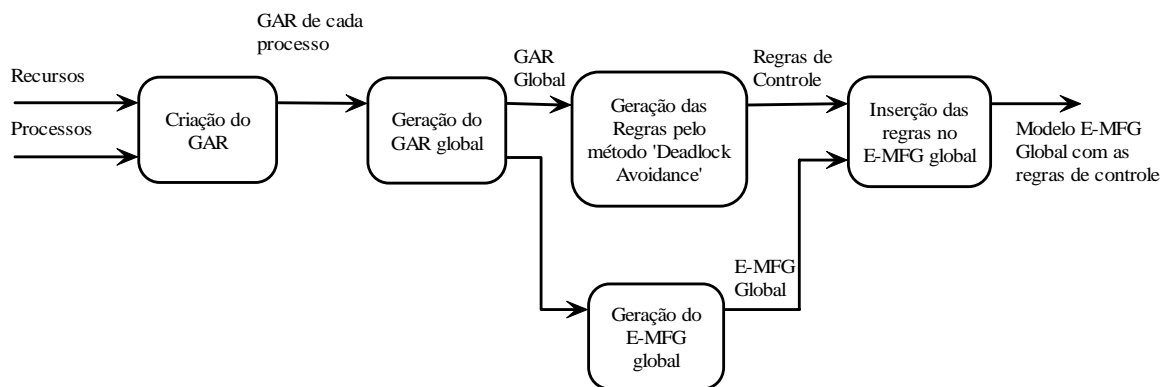 GAR de cada
processo
Recursos
Processos
Criação do
GAR
Geração do
GAR global
GAR
Global
Geração das
Regras pelo
método 'Deadlock
Avoidance'
Regras de
Controle
Inserção das
regras no
E-MFG global
Modelo E-MFG
Global com as
regras de controle
E-MFG
Global
Geração do
E-MFG
global